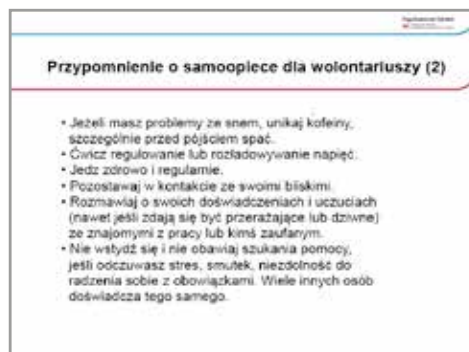 Przypomnienie o samoopiece dla wolontariuszy (2)
• Jeżeli masz problemy ze snem, unikaj kofeiny,
szczególnie przed pójściem spać.
• Ćwicz regulowanie lub rozładowywanie napięć.
• Jedz zdrowo i regularnie.
• Pozostawaj w kontakcie ze swoimi bliskimi.
• Rozmawiaj o swoich doświadczeniach i uczuciach
(nawet jeśli zdają się być przerażające lub dziwne)
ze znajomymi z pracy lub kimś zaufanym.
• Nie wstydź się i nie obawiaj szukania pomocy,
jeśli odczuwasz stres, smutek, niezdolność do
radzenia sobie z obowiązkami. Wiele innych osób
doświadcza tego samego.